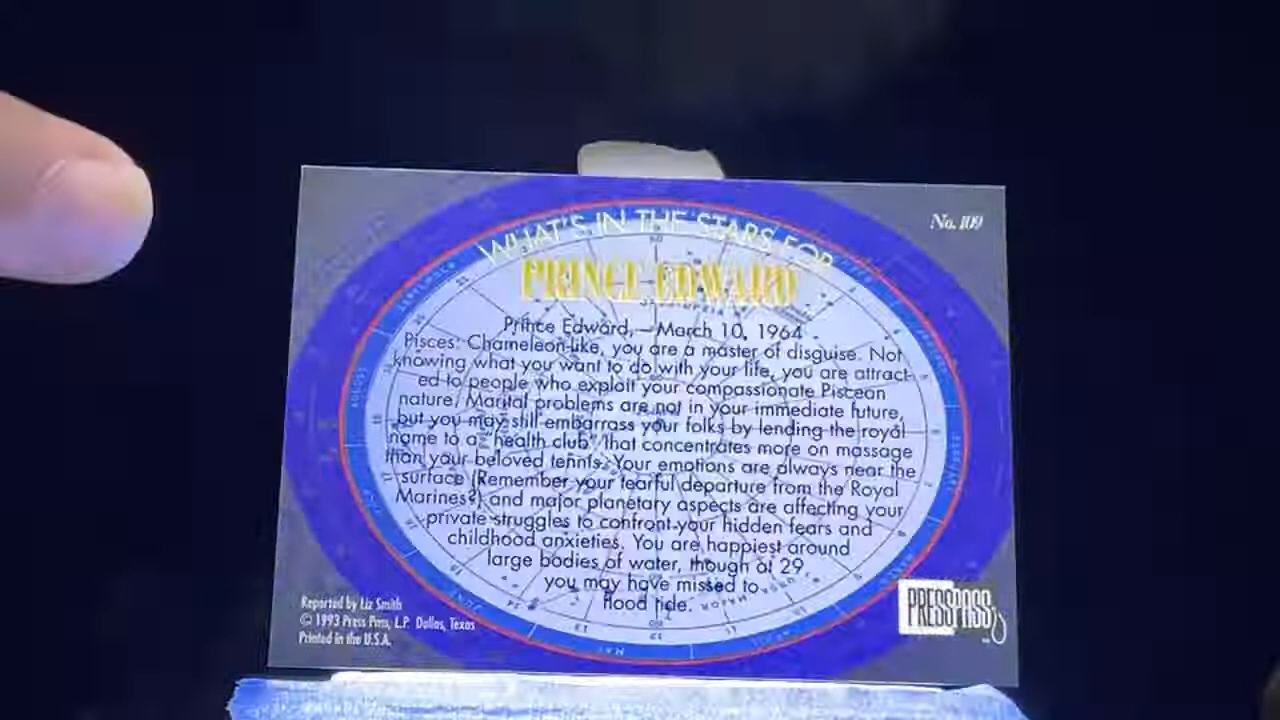 No. 109
WHAT'S IN THE STARS FOR
PRINCE EDWARD
Prince Edward, – March 10, 1964
Pisces: Chameleon-like, you are a master of disguise. Not
knowing what you want to do with your life, you are attract-
ed to people who exploit your compassionate Piscean
nature. Marital problems are not in your immediate future,
but you may still embarrass your folks by lending the royal
name to a "health club" that concentrates more on massage
than your beloved tennis. Your emotions are always near the
surface (Remember your tearful departure from the Royal
Marines?) and major planetary aspects are affecting your
private struggles to confront your hidden fears and
childhood anxieties. You are happiest around
large bodies of water, though at 29
you may have missed to
flood tide.
Reported by Liz Smith
© 1993 Press Pass, L.P. Dallas, Texas
Printed in the U.S.A.
PRESSPASS